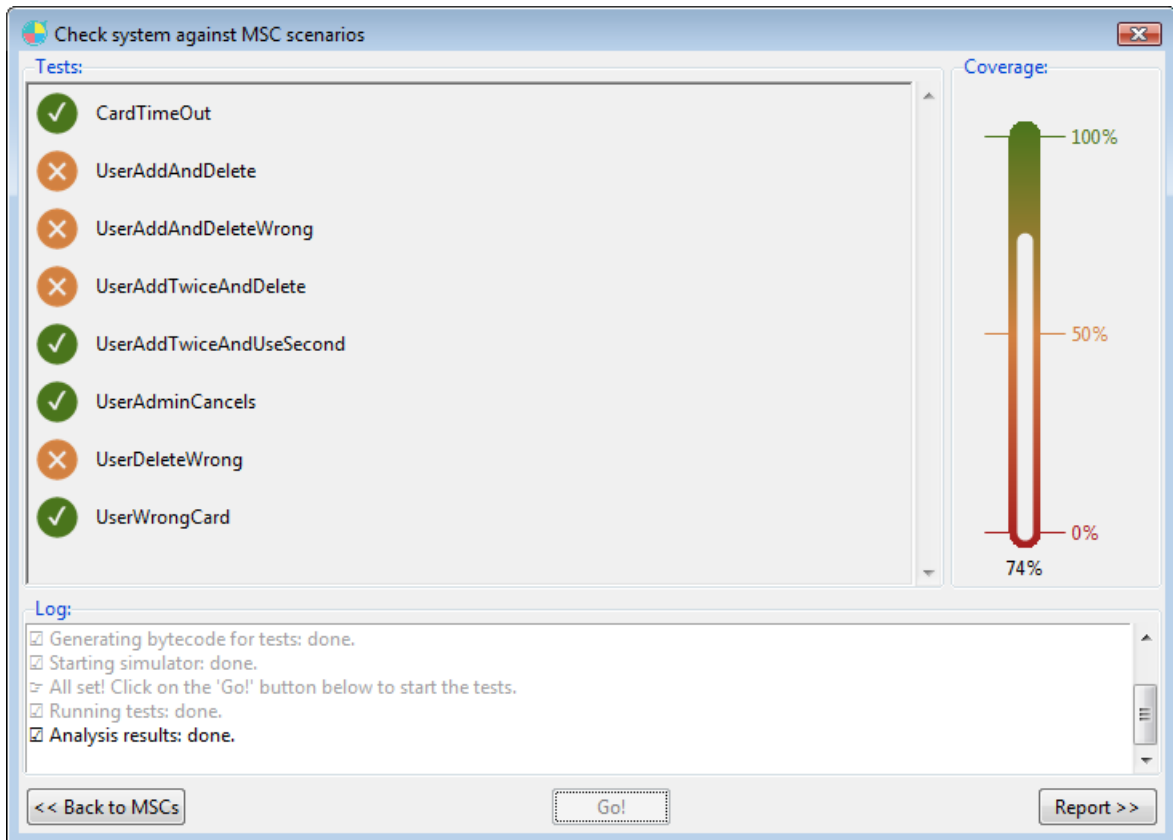 Check system against MSC scenarios
Tests:
CardTimeOut
UserAddAndDelete
UserAddAndDeleteWrong
UserAddTwiceAndDelete
UserAddTwiceAndUseSecond
UserAdminCancels
UserDeleteWrong
UserWrongCard
Coverage:
100%
50%
0%
74%
Log:
☑ Generating bytecode for tests: done.
☑ Starting simulator: done.
☞ All set! Click on the 'Go!' button below to start the tests.
☑ Running tests: done.
☑ Analysis results: done.
<< Back to MSCs
Go!
Report >>